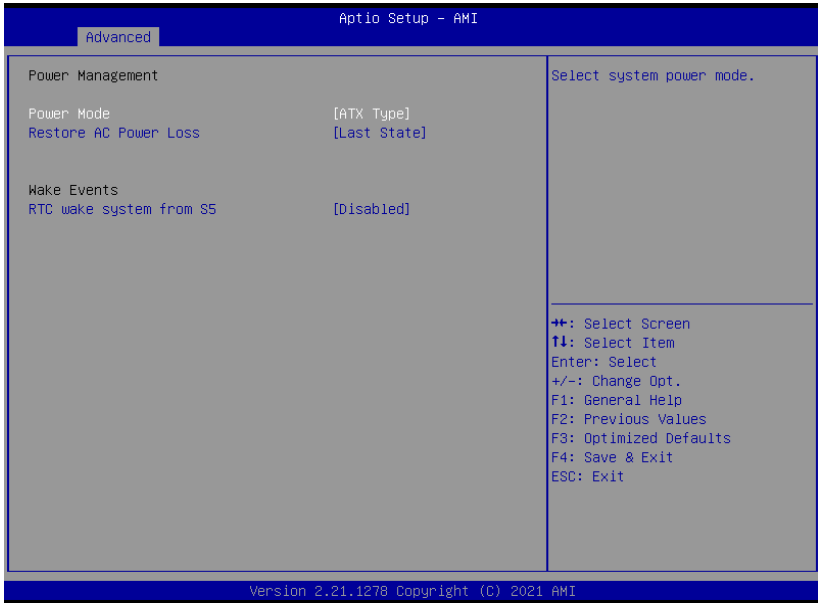 Aptio Setup – AMI
Advanced
Power Management
Power Mode [ATX Type]
Restore AC Power Loss [Last State]
Wake Events
RTC wake system from S5 [Disabled]
Select system power mode.
→←: Select Screen
↑↓: Select Item
Enter: Select
+/-: Change Opt.
F1: General Help
F2: Previous Values
F3: Optimized Defaults
F4: Save & Exit
ESC: Exit
Version 2.21.1278 Copyright (C) 2021 AMI